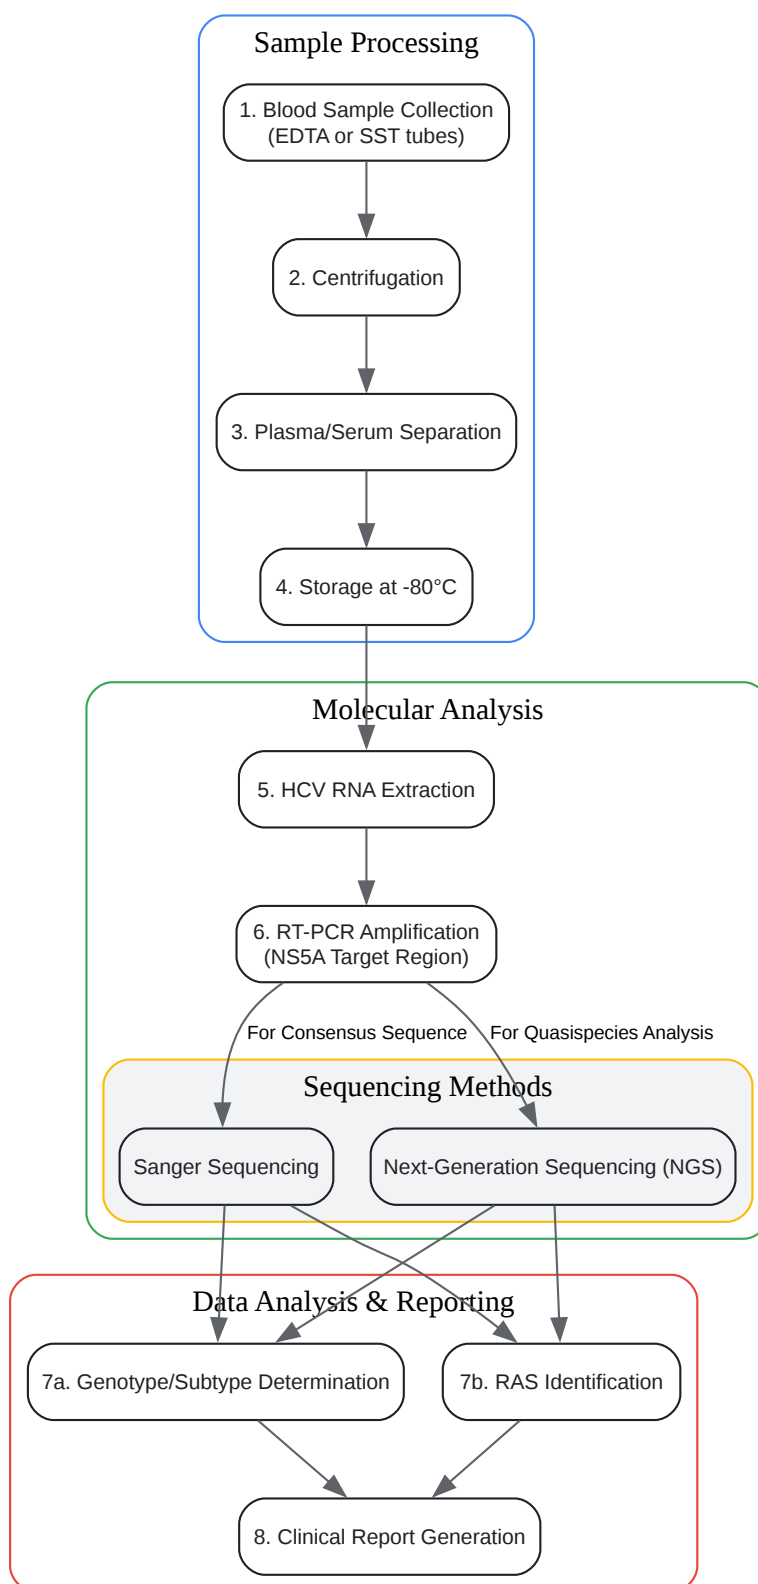 Sample Processing
1. Blood Sample Collection
(EDTA or SST tubes)
2. Centrifugation
3. Plasma/Serum Separation
4. Storage at -80°C
Molecular Analysis
5. HCV RNA Extraction
6. RT-PCR Amplification
(NS5A Target Region)
For Consensus Sequence
For Quasispecies Analysis
Sequencing Methods
Sanger Sequencing
Next-Generation Sequencing (NGS)
Data Analysis & Reporting
7a. Genotype/Subtype Determination
7b. RAS Identification
8. Clinical Report Generation